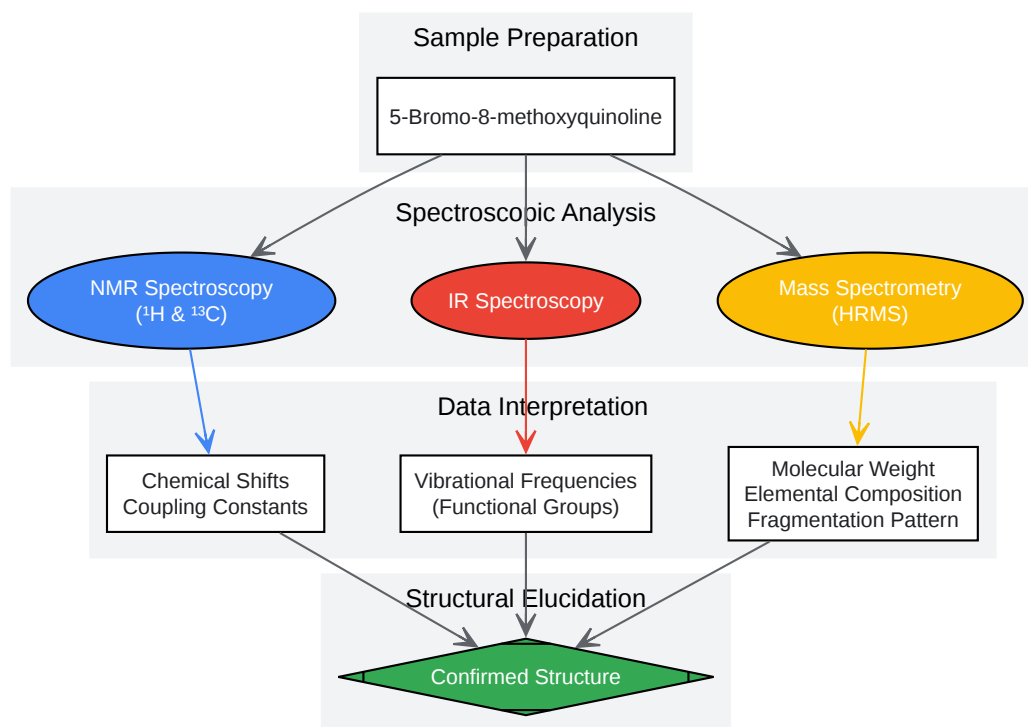 Sample Preparation
5-Bromo-8-methoxyquinoline
Spectroscopic Analysis
NMR Spectroscopy
(¹H & ¹³C)
IR Spectroscopy
Mass Spectrometry
(HRMS)
Data Interpretation
Chemical Shifts
Coupling Constants
Vibrational Frequencies
(Functional Groups)
Molecular Weight
Elemental Composition
Fragmentation Pattern
Structural Elucidation
Confirmed Structure